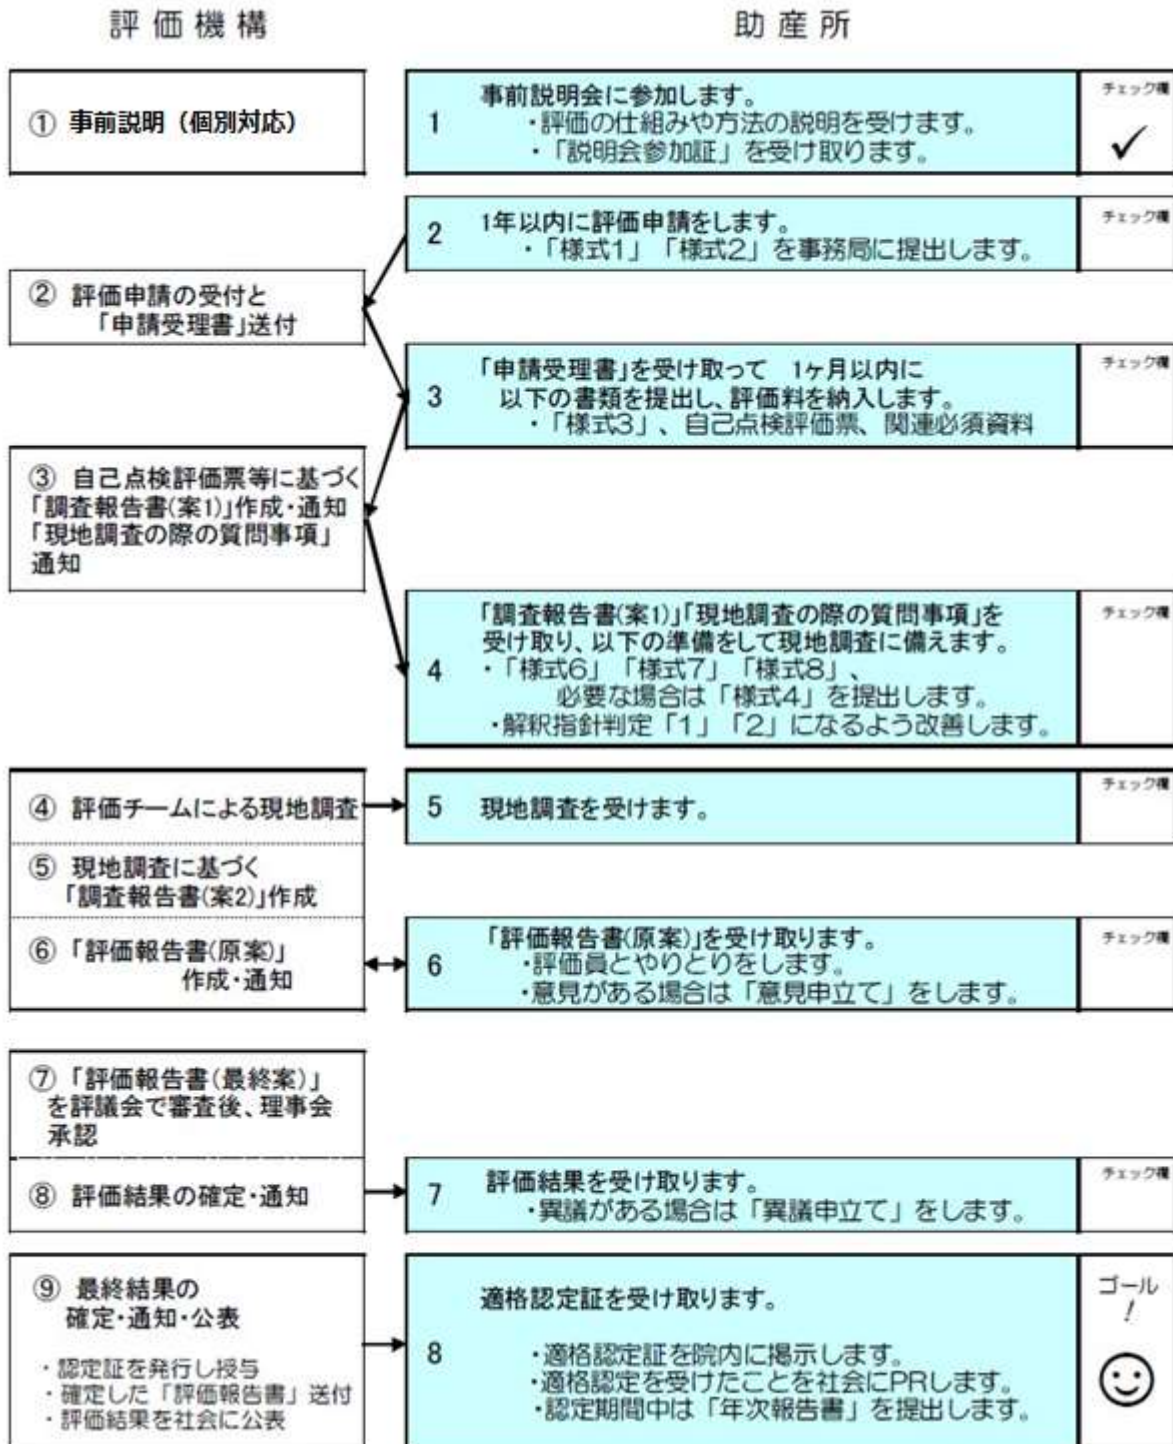 評価機構
助産所
① 事前説明（個別対応）
1
事前説明会に参加します。
・評価の仕組みや方法の説明を受けます。
・「説明会参加証」を受け取ります。
チェック欄
2
1年以内に評価申請をします。
・「様式1」「様式2」を事務局に提出します。
チェック欄
② 評価申請の受付と
「申請受理書」送付
3
「申請受理書」を受け取って　1ヶ月以内に
以下の書類を提出し、評価料を納入します。
・「様式3」、自己点検評価票、関連必須資料
チェック欄
③ 自己点検評価票等に基づく
「調査報告書(案1)」作成・通知
「現地調査の際の質問事項」
通知
4
「調査報告書(案1)」「現地調査の際の質問事項」を
受け取り、以下の準備をして現地調査に備えます。
・「様式6」「様式7」「様式8」、
必要な場合は「様式4」を提出します。
・解釈指針判定「1」「2」になるよう改善します。
チェック欄
④ 評価チームによる現地調査
5
現地調査を受けます。
チェック欄
⑤ 現地調査に基づく
「調査報告書(案2)」作成
⑥ 「評価報告書(原案)」
作成・通知
6
「評価報告書(原案)」を受け取ります。
・評価員とやりとりをします。
・意見がある場合は「意見申立て」をします。
チェック欄
⑦ 「評価報告書(最終案)」
を評議会で審査後、理事会
承認
⑧ 評価結果の確定・通知
7
評価結果を受け取ります。
・異議がある場合は「異議申立て」をします。
チェック欄
⑨ 最終結果の
確定・通知・公表
・認定証を発行し授与
・確定した「評価報告書」送付
・評価結果を社会に公表
8
適格認定証を受け取ります。
・適格認定証を院内に掲示します。
・適格認定を受けたことを社会にPRします。
・認定期間中は「年次報告書」を提出します。
ゴール
!